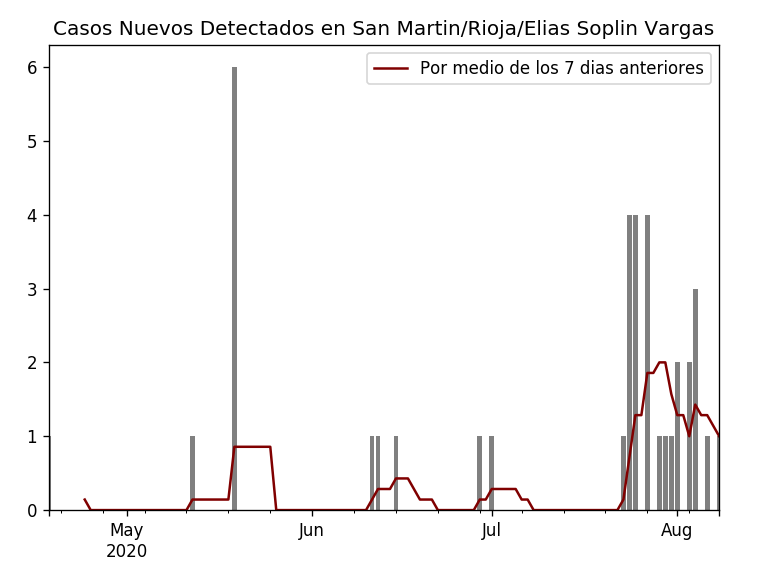 Casos Nuevos Detectados en San Martin/Rioja/Elias Soplin Vargas
Por medio de los 7 dias anteriores
6
5
4
3
2
1
0
May
2020
Jun
Jul
Aug